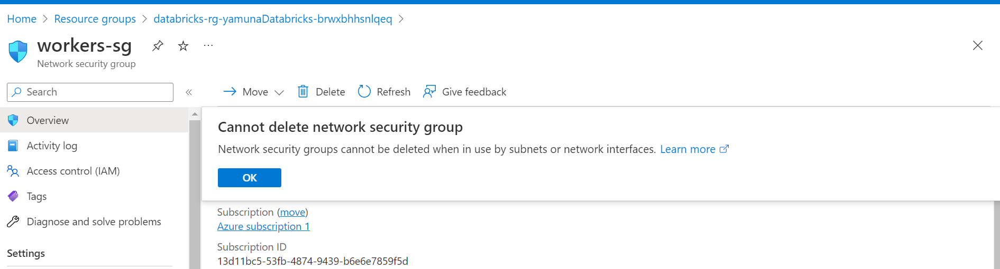 Home > Resource groups > databricks-rg-yamunaDatabricks-brwxbhhsnlqeq >
workers-sg ...
Network security group
Search «
Move Delete Refresh Give feedback
Overview
Activity log
Access control (IAM)
Tags
Diagnose and solve problems
Settings
Cannot delete network security group
Network security groups cannot be deleted when in use by subnets or network interfaces. Learn more
OK
Subscription (move)
Azure subscription 1
Subscription ID
13d11bc5-53fb-4874-9439-b6e6e7859f5d